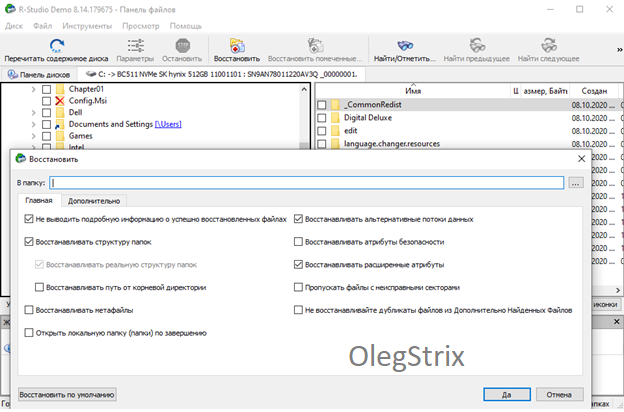 R-Studio Demo 8.14.179675 - Панель файлов
Диск Файл Инструменты Просмотр Помощь
Перечитать содержимое диска Параметры Остановить Восстановить Восстановить помеченные... Найти/Отметить... Найти предыдущее Найти следующее
Панель дисков C: -> BC511 NVMe SK hynix 512GB 11001101 : SN9AN78011220AV3Q _00000001.
Chapter01
Config.Msi
Dell
Documents and Settings [\Users]
Games
Intel
Имя азмер, Байты Создан
_CommonRedist 08.10.2020 ...
Digital Deluxe 08.10.2020 ...
edit 08.10.2020 ...
language.changer.resources 08.10.2020 ...
Восстановить
В папку: ...
Главная Дополнительно
Не выводить подробную информацию о успешно восстановленных файлах
Восстанавливать альтернативные потоки данных
Восстанавливать структуру папок
Восстанавливать атрибуты безопасности
Восстанавливать реальную структуру папок
Восстанавливать расширенные атрибуты
Восстанавливать путь от корневой директории
Пропускать файлы с неисправными секторами
Восстанавливать метафайлы
Не восстанавливайте дубликаты файлов из Дополнительно Найденных Файлов
Открыть локальную папку (папки) по завершению
OlegStrix
Восстановить по умолчанию Да Отмена
иконки